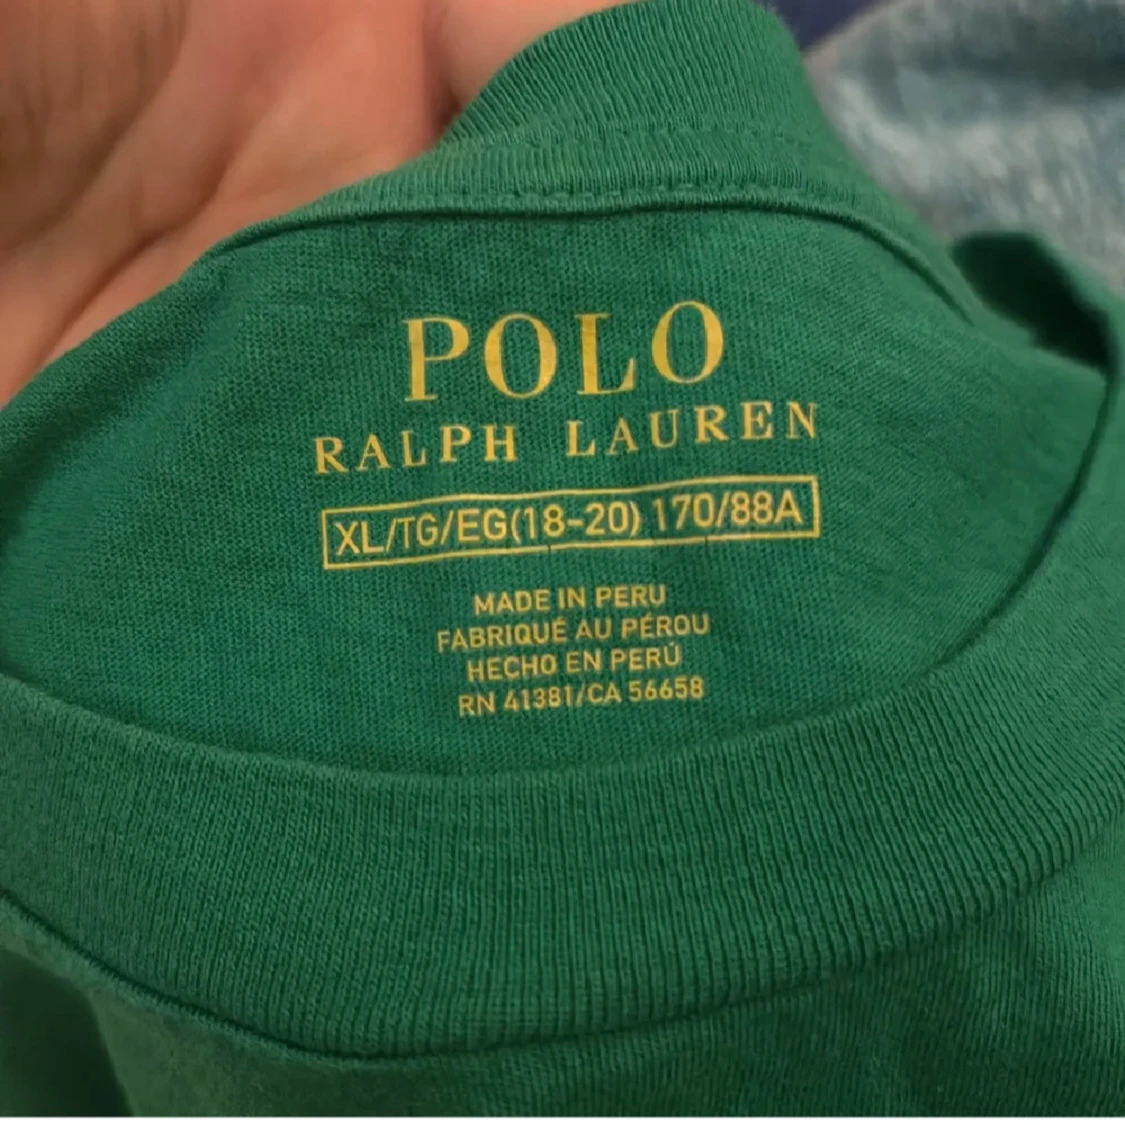 POLO
RALPH LAUREN
XL/TG/EG(18-20) 170/88A
MADE IN PERU
FABRIQUÉ AU PÉROU
HECHO EN PERÚ
RN 41381/CA 56658